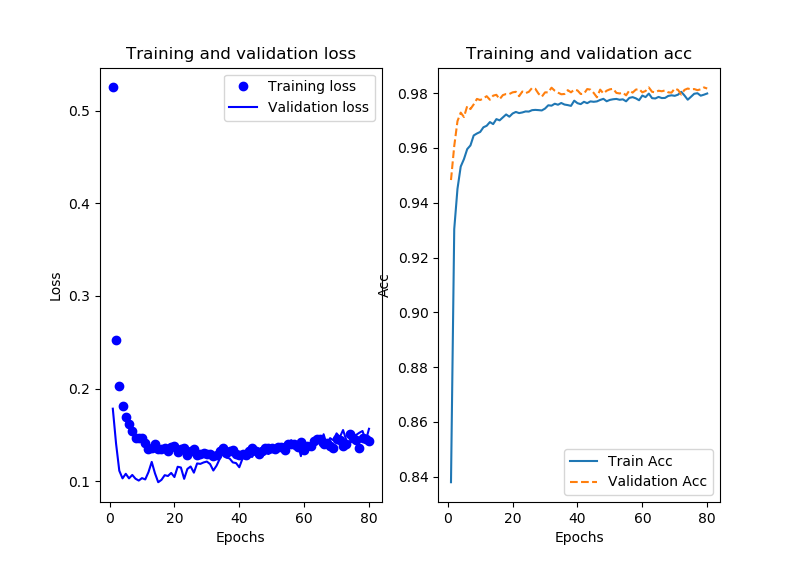 Training and validation loss
Training loss
Validation loss
0.5
0.4
0.3
0.2
0.1
Loss
0
20
40
60
80
Epochs
Training and validation acc
0.98
0.96
0.94
0.92
0.90
0.88
0.86
0.84
Acc
Train Acc
Validation Acc
0
20
40
60
80
Epochs